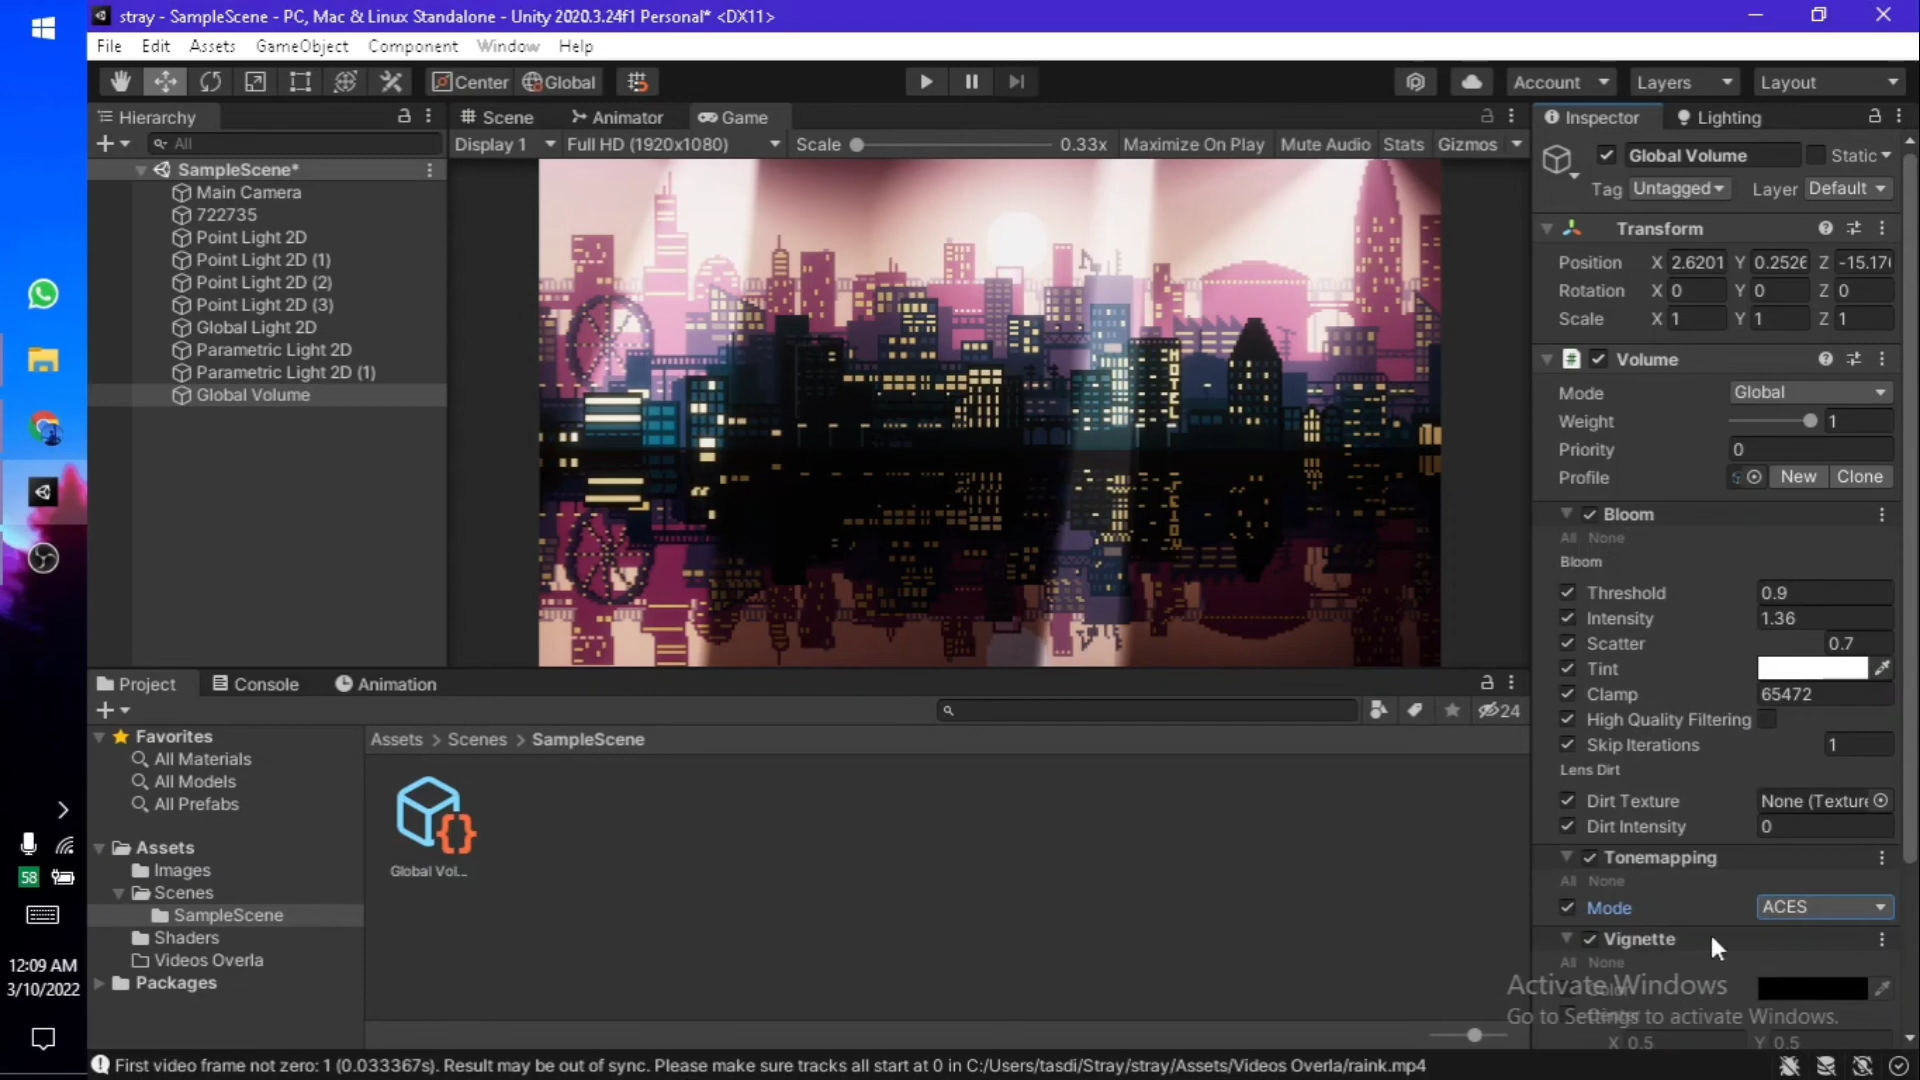 stray - SampleScene - PC, Mac & Linux Standalone - Unity 2020.3.24f1 Personal* <DX11>
File Edit Assets GameObject Component Window Help
Center Global Account Layers Layout
Hierarchy
All
SampleScene*
Main Camera
722735
Point Light 2D
Point Light 2D (1)
Point Light 2D (2)
Point Light 2D (3)
Global Light 2D
Parametric Light 2D
Parametric Light 2D (1)
Global Volume
Scene Animator Game
Display 1 Full HD (1920x1080) Scale 0.33x Maximize On Play Mute Audio Stats Gizmos
MOTEL
Inspector Lighting
Global Volume Static
Tag Untagged Layer Default
Transform
Position X 2.6201 Y 0.2526 Z -15.17
Rotation X 0 Y 0 Z 0
Scale X 1 Y 1 Z 1
Volume
Mode Global
Weight 1
Priority 0
Profile New Clone
Bloom
All None
Bloom
Threshold 0.9
Intensity 1.36
Scatter 0.7
Tint
Clamp 65472
High Quality Filtering
Skip Iterations 1
Lens Dirt
Dirt Texture None (Texture
Dirt Intensity 0
Tonemapping
All None
Mode ACES
Vignette
All None
Color
Center
X 0.5 Y 0.5
Activate Windows
Go to Settings to activate Windows.
Project Console Animation
24
Favorites
All Materials
All Models
All Prefabs
Assets
Images
Scenes
SampleScene
Shaders
Videos Overla
Packages
Assets > Scenes > SampleScene
Global Vol...
58
12:09 AM
3/10/2022
First video frame not zero: 1 (0.033367s). Result may be out of sync. Please make sure tracks all start at 0 in C:/Users/tasdi/Stray/stray/Assets/Videos Overla/raink.mp4